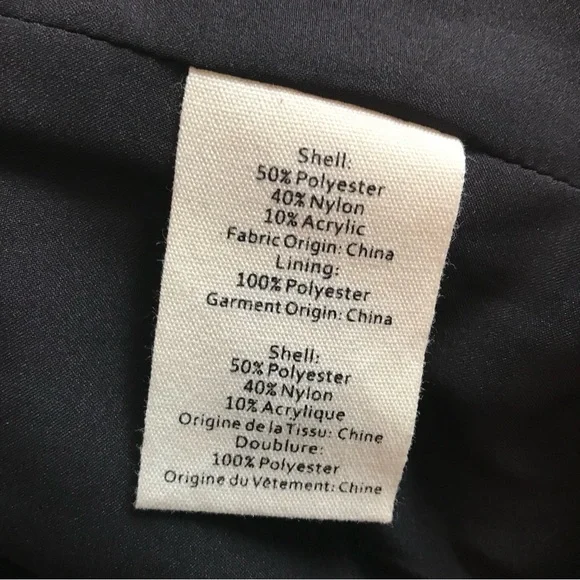 Shell:
50% Polyester
40% Nylon
10% Acrylic
Fabric Origin: China
Lining:
100% Polyester
Garment Origin: China
Shell:
50% Polyester
40% Nylon
10% Acrylique
Origine de la Tissu: Chine
Doublure:
100% Polyester
Origine du Vêtement: Chine